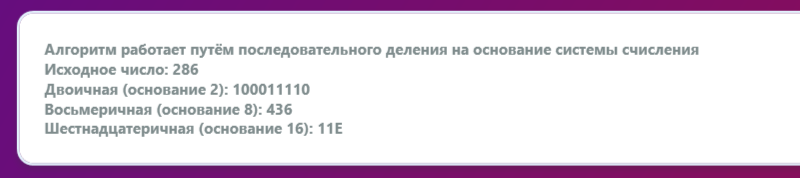 Алгоритм работает путём последовательного деления на основание системы счисления
Исходное число: 286
Двоичная (основание 2): 100011110
Восьмеричная (основание 8): 436
Шестнадцатеричная (основание 16): 11E